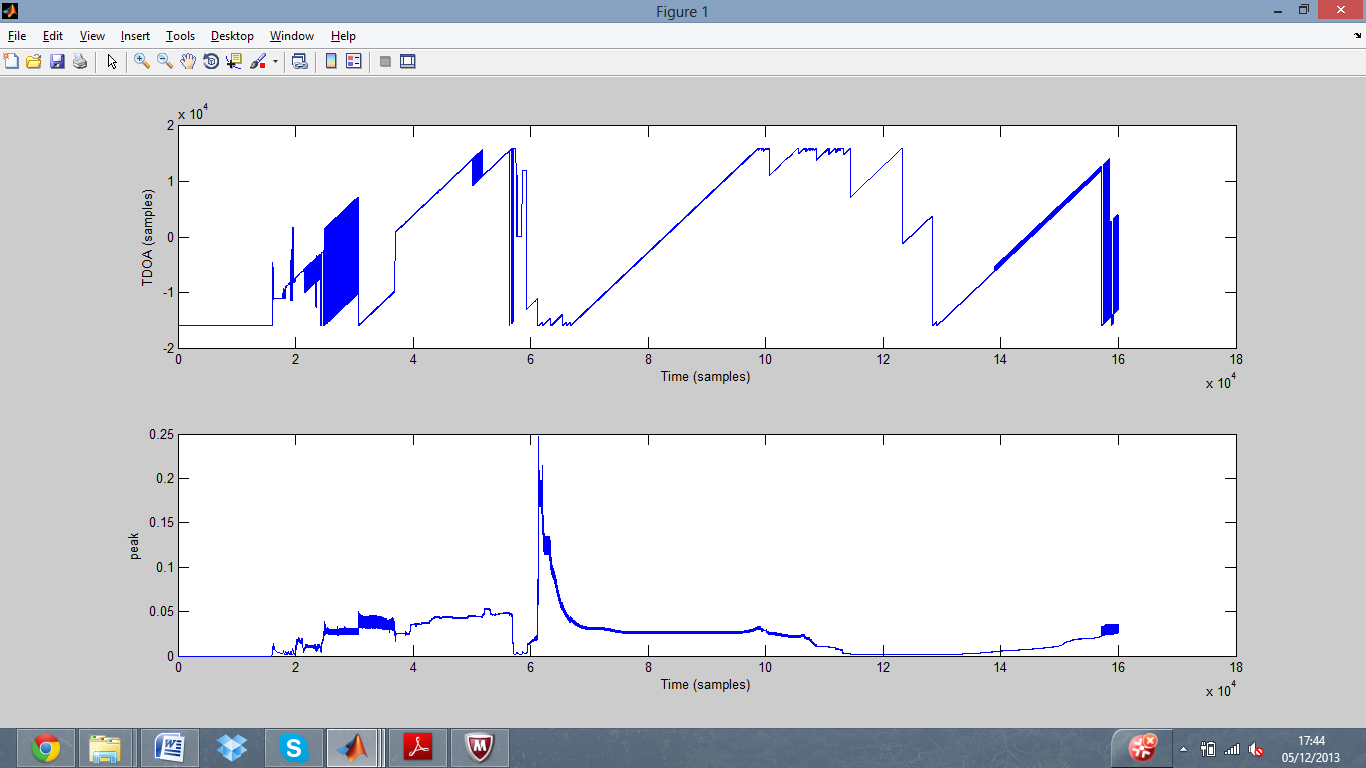 Figure 1
File Edit View Insert Tools Desktop Window Help
x 10^4
2
1
0
-1
-2
TDOA (samples)
0 2 4 6 8 10 12 14 16 18
Time (samples)
x 10^4
0.25
0.2
0.15
0.1
0.05
0
peak
0 2 4 6 8 10 12 14 16 18
Time (samples)
x 10^4
17:44
05/12/2013